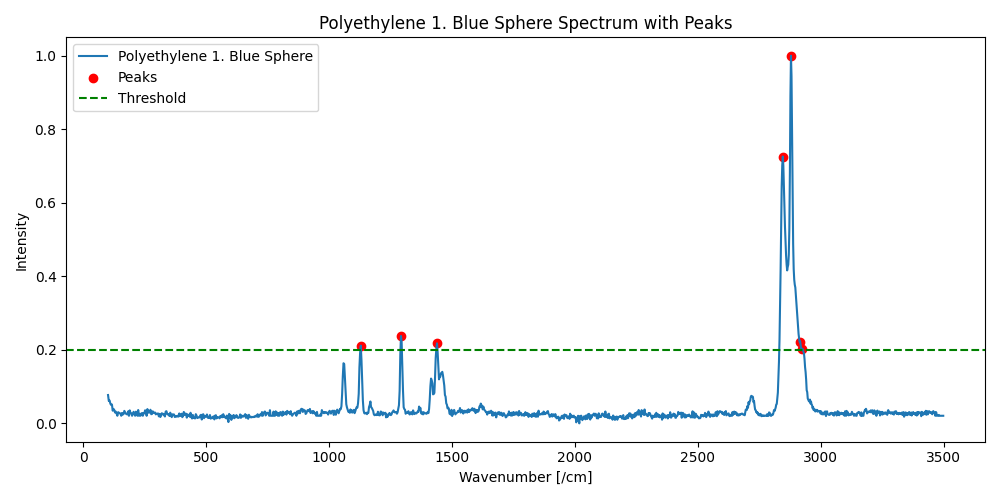 Polyethylene 1. Blue Sphere Spectrum with Peaks
Polyethylene 1. Blue Sphere
Peaks
Threshold
1.0
0.8
0.6
0.4
0.2
0.0
Intensity
0 500 1000 1500 2000 2500 3000 3500
Wavenumber [/cm]